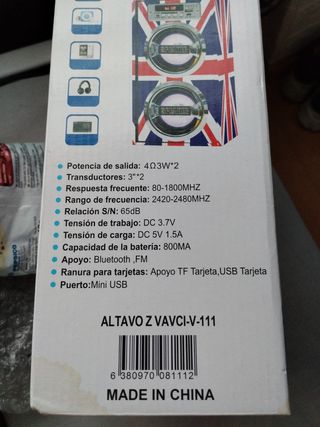 Potencia de salida: 4Ω3W*2
Transductores: 3"*2
Respuesta frecuente: 80-1800MHZ
Rango de frecuencia: 2420-2480MHZ
Relación S/N: 65dB
Tensión de trabajo: DC 3.7V
Tensión de carga: DC 5V 1.5A
Capacidad de la batería: 800MA
Apoyo: Bluetooth ,FM
Ranura para tarjetas: Apoyo TF Tarjeta,USB Tarjeta
Puerto:Mini USB
ALTAVO Z VAVCI-V-111
6 380970 081112
MADE IN CHINA